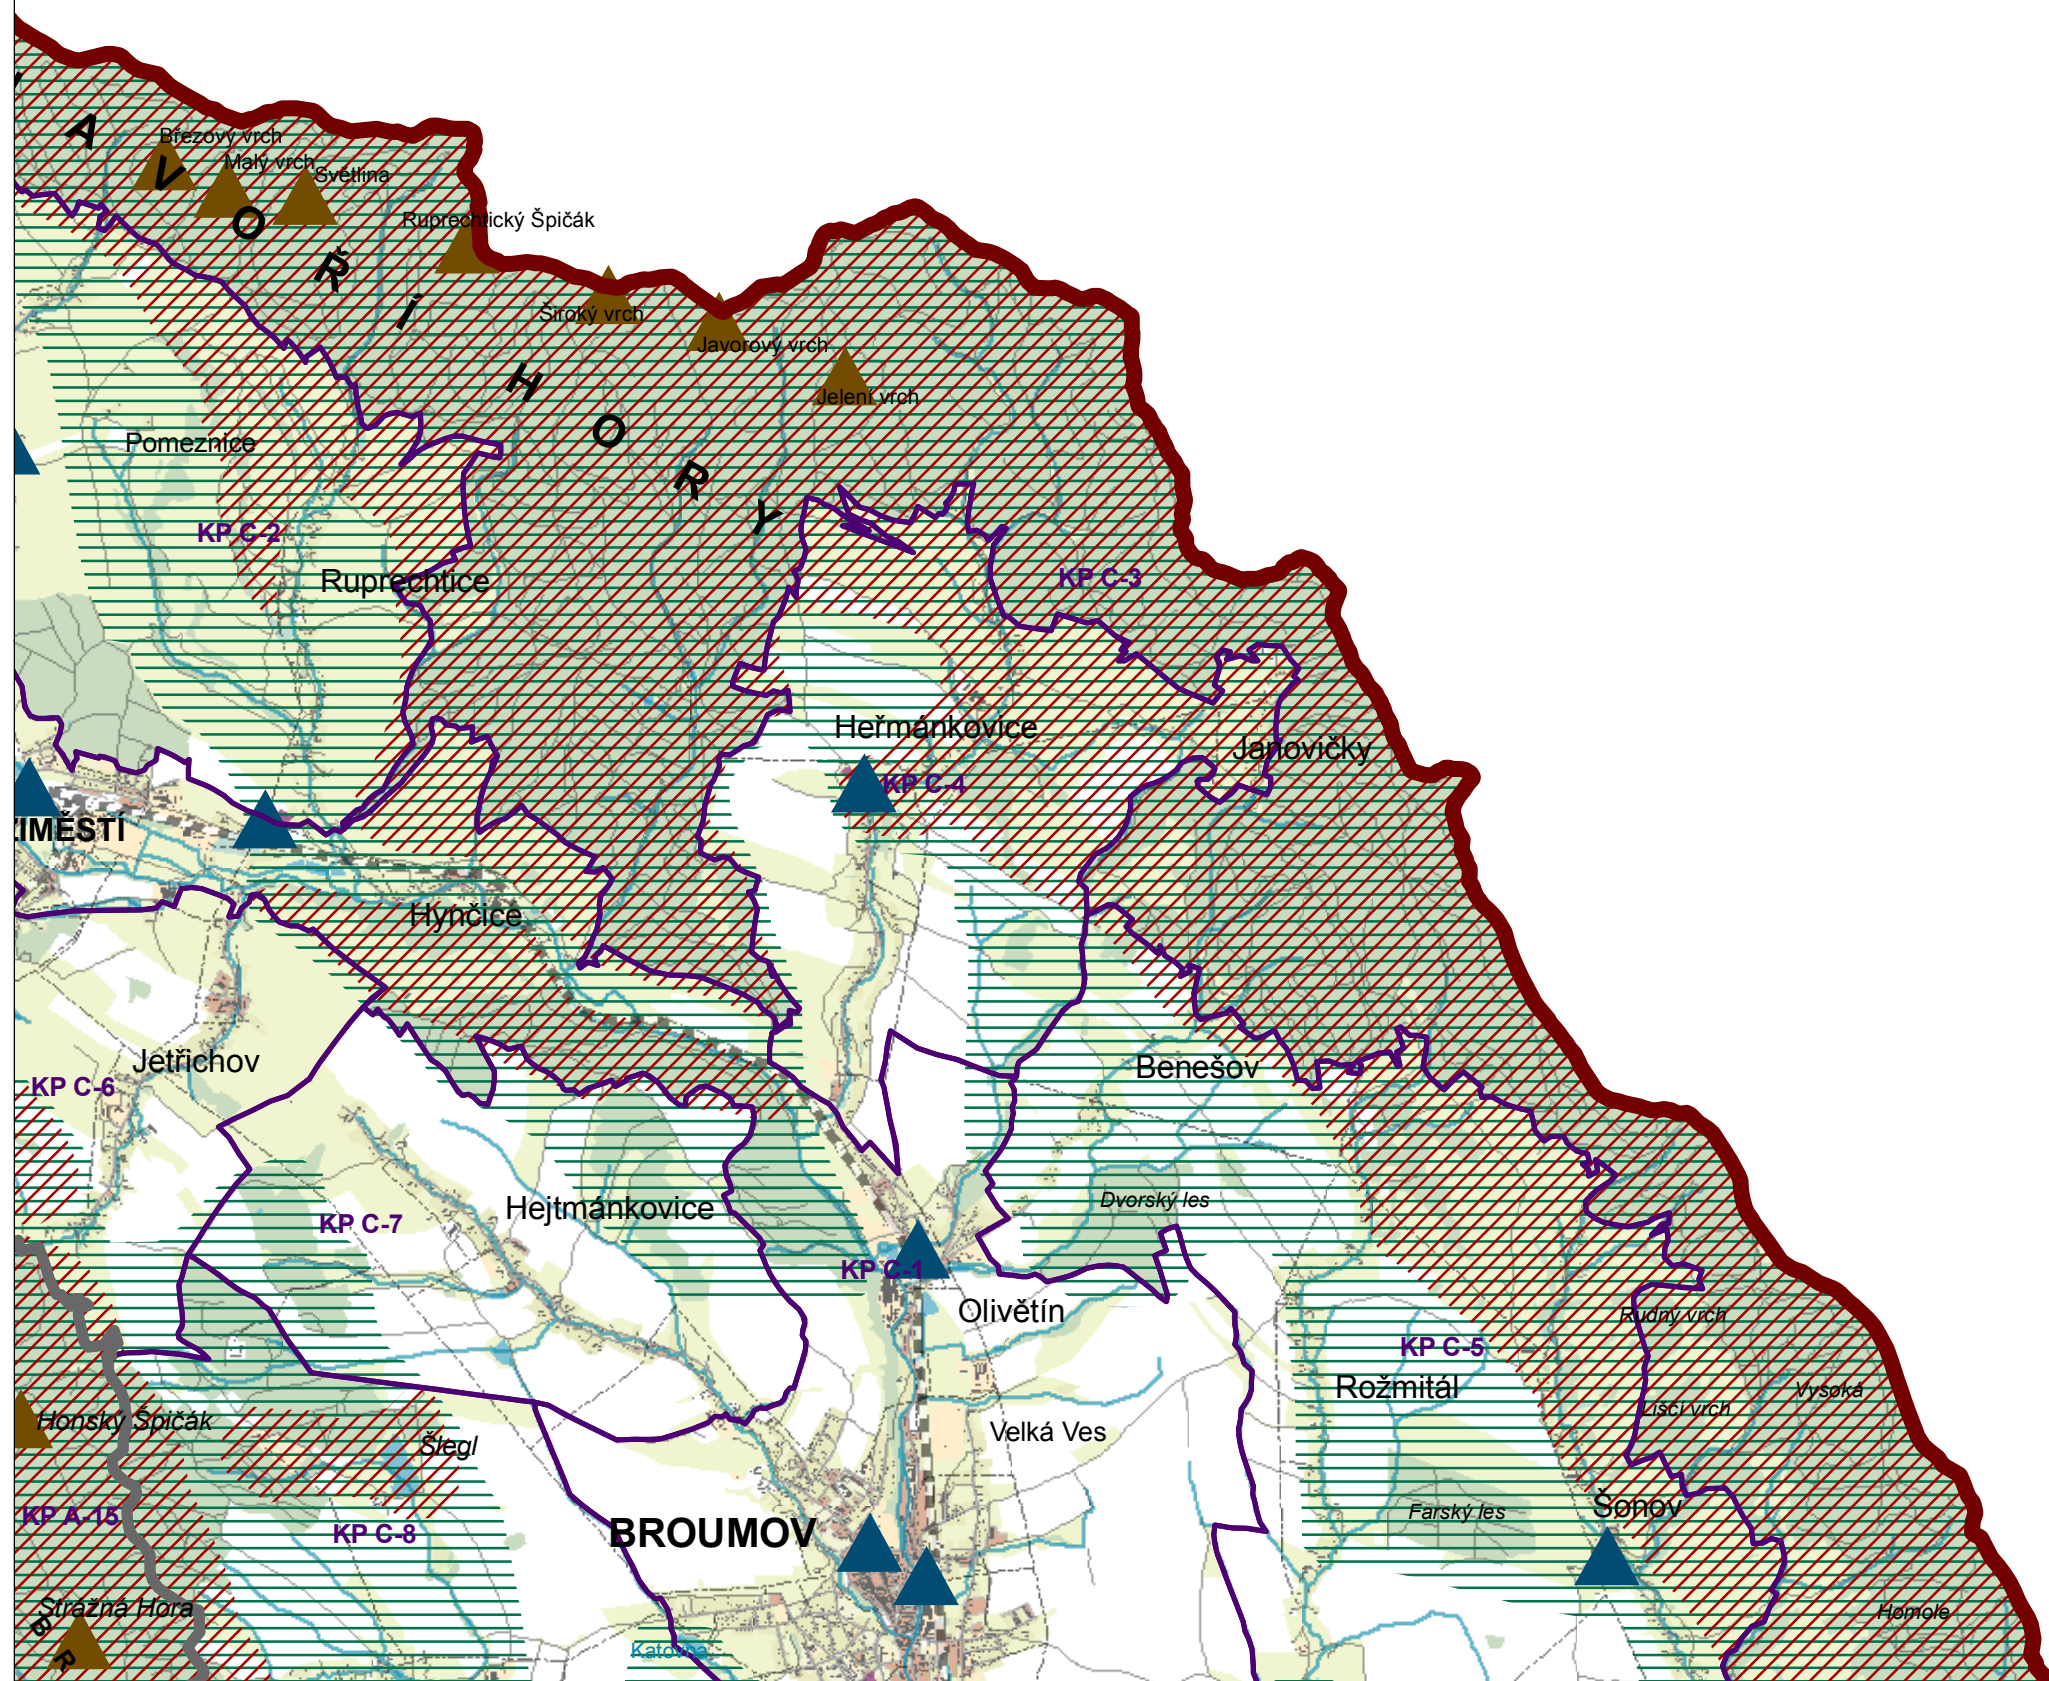 A
V
O
Ř
Í
H
O
R
Y
Březový vrch
Malý vrch
Světlina
Ruprechtický Špičák
Široký vrch
Javorový vrch
Jelení vrch
Pomeznice
KP C-2
Ruprechtice
KP C-3
Heřmánkovice
Janovičky
KP C-4
ZIMĚSTÍ
Hynčice
Jetřichov
Benešov
KP C-6
Dvorský les
Hejtmánkovice
KP C-7
KP C-1
Olivětín
Rudný vrch
KP C-5
Rožmitál
Vysoká
Liščí vrch
Honský Špičák
Velká Ves
Šlegl
Šonov
Farský les
KP A-15
KP C-8
BROUMOV
Strážná Hora
Homole
B
R
Katovna